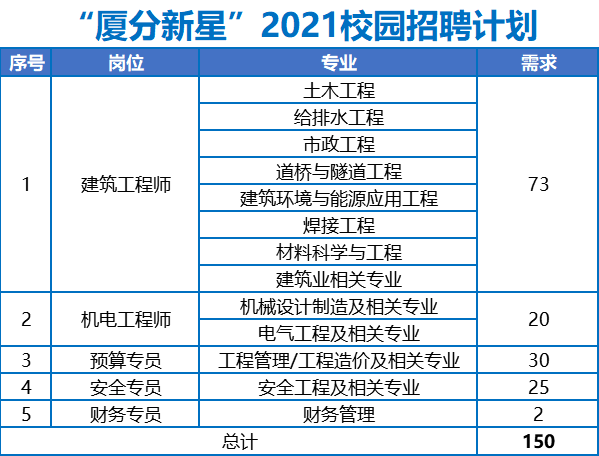 “厦分新星”2021校园招聘计划
序号 岗位 专业 需求
1 建筑工程师 土木工程 73
给排水工程
市政工程
道桥与隧道工程
建筑环境与能源应用工程
焊接工程
材料科学与工程
建筑业相关专业
2 机电工程师 机械设计制造及相关专业 20
电气工程及相关专业
3 预算专员 工程管理/工程造价及相关专业 30
4 安全专员 安全工程及相关专业 25
5 财务专员 财务管理 2
总计 150